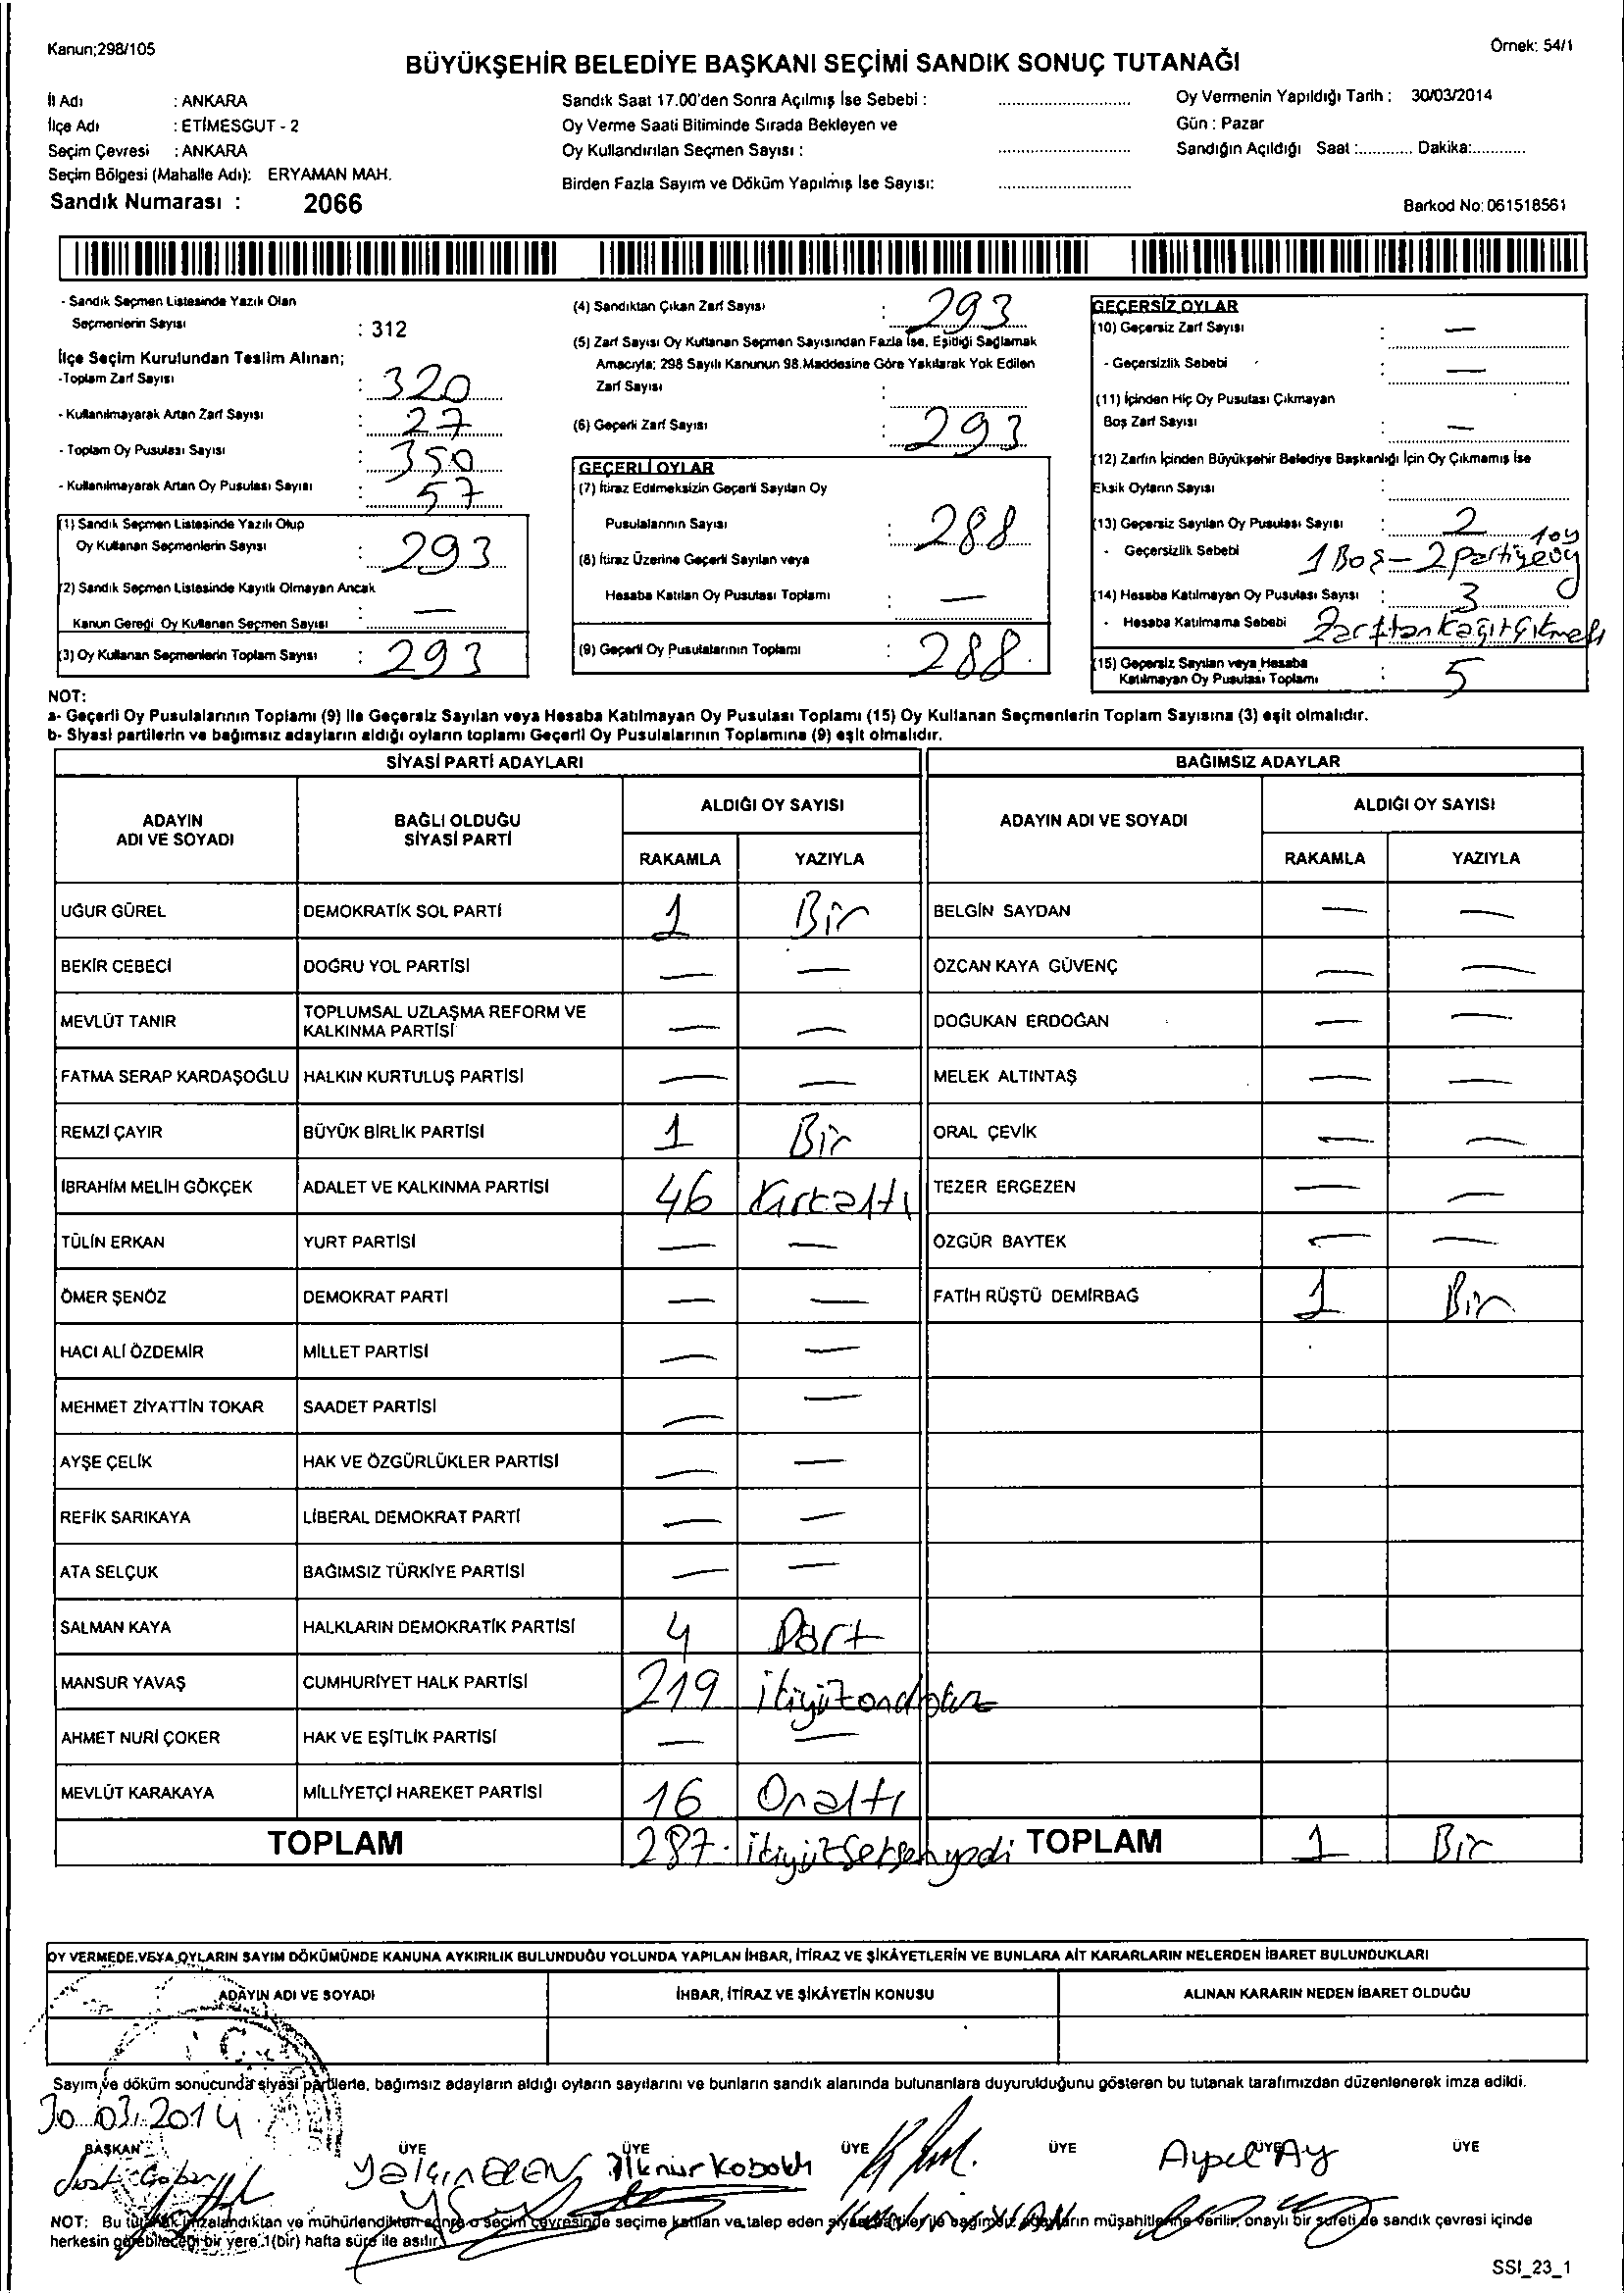 Kanun;298/105
Örnek: 54/1
BÜYÜKŞEHİR BELEDİYE BAŞKANI SEÇİMİ SANDIK SONUÇ TUTANAĞI
İl Adı : ANKARA
İlçe Adı : ETİMESGUT - 2
Seçim Çevresi : ANKARA
Seçim Bölgesi (Mahalle Adı): ERYAMAN MAH.
Sandık Numarası : 2066
Sandık Saat 17.00'den Sonra Açılmış İse Sebebi :
Oy Verme Saati Bitiminde Sırada Bekleyen ve
Oy Kullandırılan Seçmen Sayısı :
Birden Fazla Sayım ve Döküm Yapılmış İse Sayısı:
Oy Vermenin Yapıldığı Tarih : 30/03/2014
Gün : Pazar
Sandığın Açıldığı Saat :............ Dakika:............
Barkod No: 061518561
- Sandık Seçmen Listesinde Yazılı Olan
Seçmenlerin Sayısı : 312
İlçe Seçim Kurulundan Teslim Alınan;
-Toplam Zarf Sayısı : 320
- Kullanılmayarak Artan Zarf Sayısı : 27
- Toplam Oy Pusulası Sayısı : 350
- Kullanılmayarak Artan Oy Pusulası Sayısı : 57
(1) Sandık Seçmen Listesinde Yazılı Olup
Oy Kullanan Seçmenlerin Sayısı : 293
(2) Sandık Seçmen Listesinde Kayıtlı Olmayan Ancak
Kanun Gereği Oy Kullanan Seçmen Sayısı : —
(3) Oy Kullanan Seçmenlerin Toplam Sayısı : 293
(4) Sandıktan Çıkan Zarf Sayısı : 293
(5) Zarf Sayısı Oy Kullanan Seçmen Sayısından Fazla İse, Eşitliği Sağlamak
Amacıyla; 298 Sayılı Kanunun 98.Maddesine Göre Yakılarak Yok Edilen
Zarf Sayısı :
(6) Geçerli Zarf Sayısı : 293
GEÇERLİ OYLAR
(7) İtiraz Edilmeksizin Geçerli Sayılan Oy
Pusulalarının Sayısı : 288
(8) İtiraz Üzerine Geçerli Sayılan veya
Hesaba Katılan Oy Pusulası Toplamı : —
(9) Geçerli Oy Pusulalarının Toplamı : 288
GEÇERSİZ OYLAR
(10) Geçersiz Zarf Sayısı : —
- Geçersizlik Sebebi : —
(11) İçinden Hiç Oy Pusulası Çıkmayan
Boş Zarf Sayısı : —
(12) Zarfın İçinden Büyükşehir Belediye Başkanlığı İçin Oy Çıkmamış İse
Eksik Oyların Sayısı :
(13) Geçersiz Sayılan Oy Pusulası Sayısı : 2
- Geçersizlik Sebebi 1 Boş - 2 partiye oy 1 oy
(14) Hesaba Katılmayan Oy Pusulası Sayısı : 3
- Hesaba Katılmama Sebebi Zarftan kağıt çıkmadı
(15) Geçersiz Sayılan veya Hesaba
Katılmayan Oy Pusulası Toplamı : 5
NOT:
a- Geçerli Oy Pusulalarının Toplamı (9) ile Geçersiz Sayılan veya Hesaba Katılmayan Oy Pusulası Toplamı (15) Oy Kullanan Seçmenlerin Toplam Sayısına (3) eşit olmalıdır.
b- Siyasi partilerin ve bağımsız adayların aldığı oyların toplamı Geçerli Oy Pusulalarının Toplamına (9) eşit olmalıdır.
SİYASİ PARTİ ADAYLARI BAĞIMSIZ ADAYLAR
ADAYIN ADI VE SOYADI BAĞLI OLDUĞU SİYASİ PARTİ ALDIĞI OY SAYISI ADAYIN ADI VE SOYADI ALDIĞI OY SAYISI
RAKAMLA YAZIYLA RAKAMLA YAZIYLA
UĞUR GÜREL DEMOKRATİK SOL PARTİ 1 Bir BELGİN SAYDAN — —
BEKİR CEBECİ DOĞRU YOL PARTİSİ — — ÖZCAN KAYA GÜVENÇ — —
MEVLÜT TANIR TOPLUMSAL UZLAŞMA REFORM VE KALKINMA PARTİSİ — — DOĞUKAN ERDOĞAN — —
FATMA SERAP KARDAŞOĞLU HALKIN KURTULUŞ PARTİSİ — — MELEK ALTINTAŞ — —
REMZİ ÇAYIR BÜYÜK BİRLİK PARTİSİ 1 Bir ORAL ÇEVİK — —
İBRAHİM MELİH GÖKÇEK ADALET VE KALKINMA PARTİSİ 46 Kırkaltı TEZER ERGEZEN — —
TÜLİN ERKAN YURT PARTİSİ — — ÖZGÜR BAYTEK — —
ÖMER ŞENÖZ DEMOKRAT PARTİ — — FATİH RÜŞTÜ DEMİRBAĞ 1 Bir
HACI ALİ ÖZDEMİR MİLLET PARTİSİ — —
MEHMET ZİYATTİN TOKAR SAADET PARTİSİ — —
AYŞE ÇELİK HAK VE ÖZGÜRLÜKLER PARTİSİ — —
REFİK SARIKAYA LİBERAL DEMOKRAT PARTİ — —
ATA SELÇUK BAĞIMSIZ TÜRKİYE PARTİSİ — —
SALMAN KAYA HALKLARIN DEMOKRATİK PARTİSİ 4 Dört
MANSUR YAVAŞ CUMHURİYET HALK PARTİSİ 219 ikiyüzondokuz
AHMET NURİ ÇOKER HAK VE EŞİTLİK PARTİSİ — —
MEVLÜT KARAKAYA MİLLİYETÇİ HAREKET PARTİSİ 16 Onaltı
TOPLAM 287 ikiyüzseksenyedi TOPLAM 1 Bir
OY VERMEDE VEYA OYLARIN SAYIM DÖKÜMÜNDE KANUNA AYKIRILIK BULUNDUĞU YOLUNDA YAPILAN İHBAR, İTİRAZ VE ŞİKÂYETLERİN VE BUNLARA AİT KARARLARIN NELERDEN İBARET BULUNDUKLARI
ADAYIN ADI VE SOYADI İHBAR, İTİRAZ VE ŞİKÂYETİN KONUSU ALINAN KARARIN NEDEN İBARET OLDUĞU
Sayım ve döküm sonucunda siyasi partilerle, bağımsız adayların aldığı oyların sayılarını ve bunların sandık alanında bulunanlara duyurulduğunu gösteren bu tutanak tarafımızdan düzenlenerek imza edildi.
30.03.2014
BAŞKAN ÜYE ÜYE ÜYE ÜYE ÜYE ÜYE
Yalçın İlknur Aysel Ay
NOT: Bu tutanak imzalandıktan ve mühürlendikten sonra o seçim çevresinde seçime katılan ve talep eden siyasi partiler ile bağımsız adayların müşahitlerine verilir, onaylı bir sureti de sandık çevresi içinde
herkesin görebileceği bir yere 1(bir) hafta süre ile asılır.
SSI_23_1